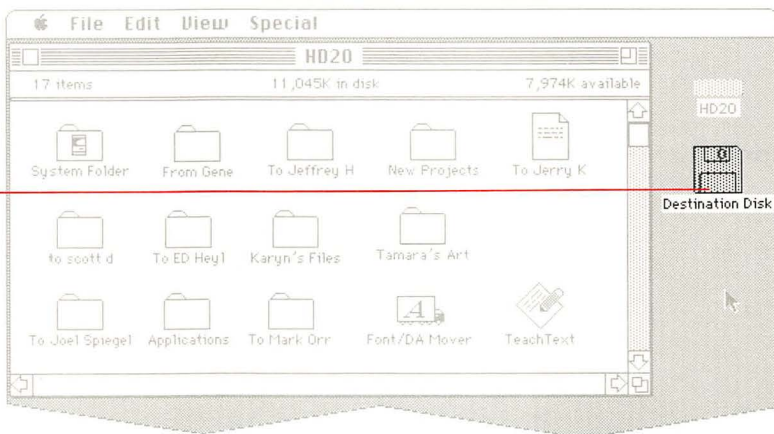 File Edit View Special
HD20
17 items 11,045K in disk 7,974K available
HD20
System Folder From Gene To Jeffrey H New Projects To Jerry K
Destination Disk
to scott d To ED Heyl Karyn's Files Tamara's Art
To Joel Spiegel Applications To Mark Orr Font/DA Mover TeachText